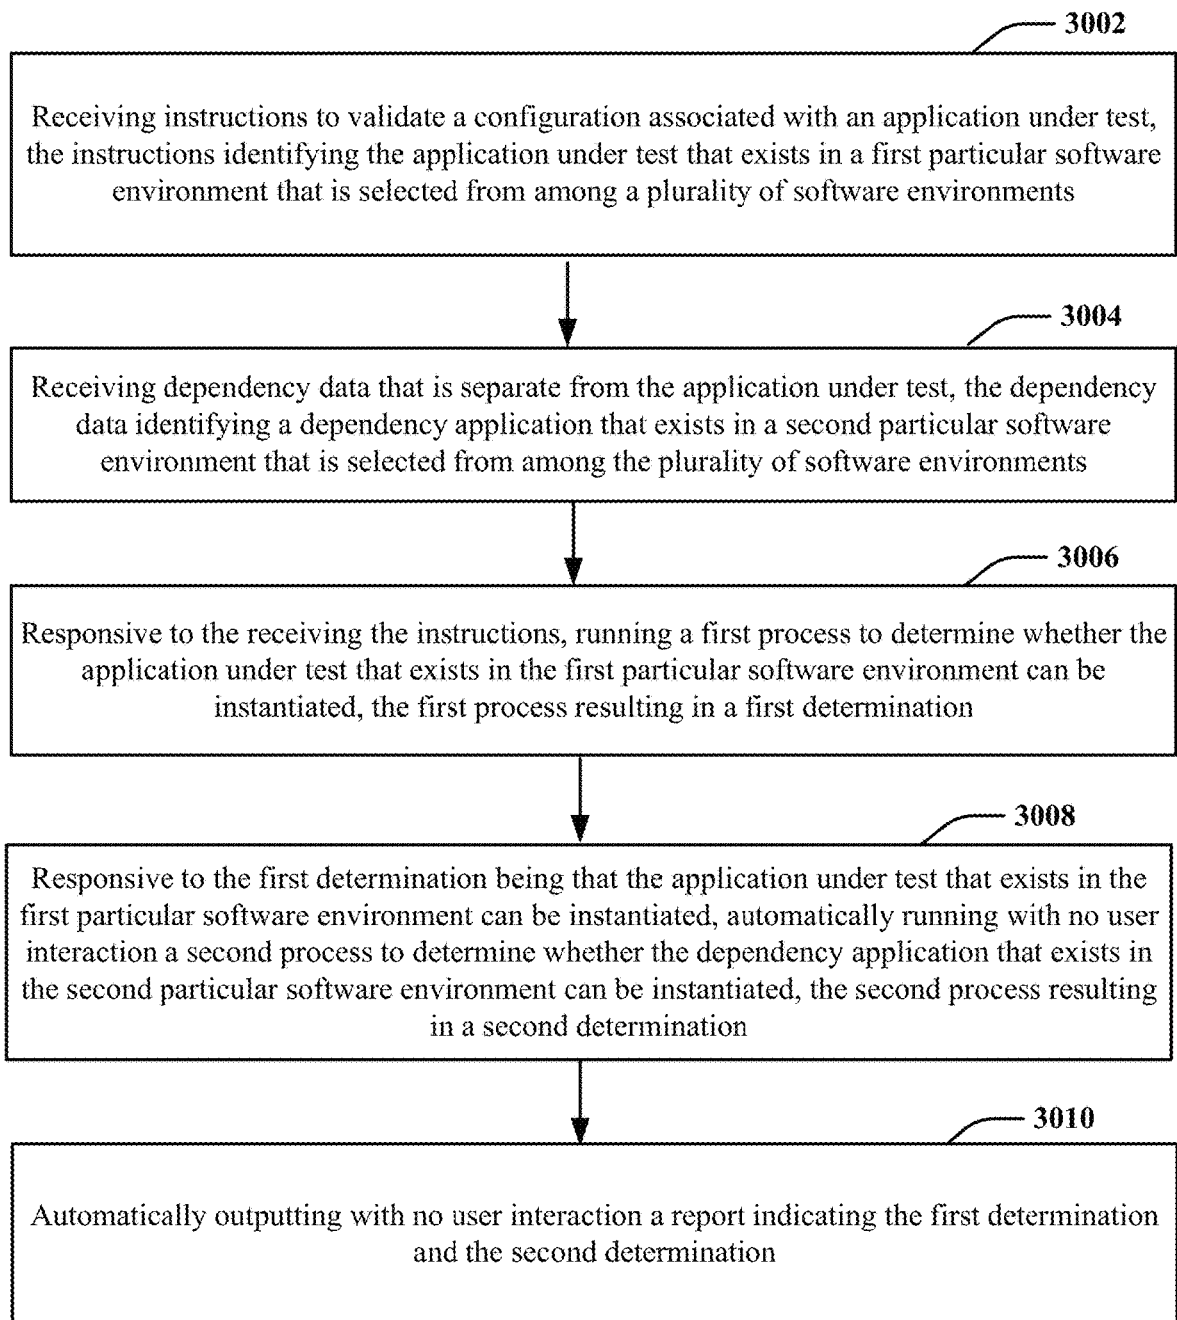 3002
Receiving instructions to validate a configuration associated with an application under test,
the instructions identifying the application under test that exists in a first particular software
environment that is selected from among a plurality of software environments
3004
Receiving dependency data that is separate from the application under test, the dependency
data identifying a dependency application that exists in a second particular software
environment that is selected from among the plurality of software environments
3006
Responsive to the receiving the instructions, running a first process to determine whether the
application under test that exists in the first particular software environment can be
instantiated, the first process resulting in a first determination
3008
Responsive to the first determination being that the application under test that exists in the
first particular software environment can be instantiated, automatically running with no user
interaction a second process to determine whether the dependency application that exists in
the second particular software environment can be instantiated, the second process resulting
in a second determination
3010
Automatically outputting with no user interaction a report indicating the first determination
and the second determination